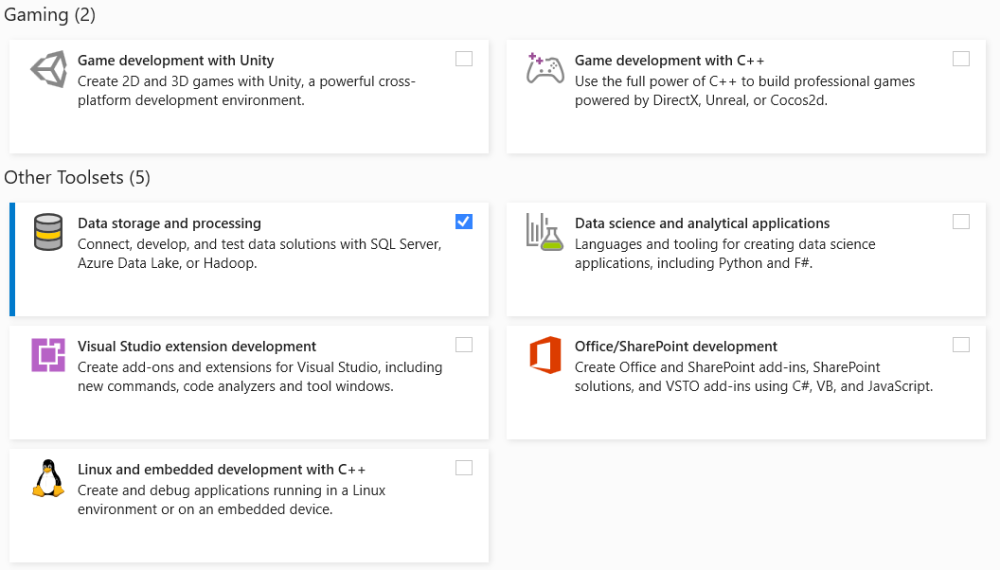 Gaming (2)
Game development with Unity
Create 2D and 3D games with Unity, a powerful cross-
platform development environment.
Game development with C++
Use the full power of C++ to build professional games
powered by DirectX, Unreal, or Cocos2d.
Other Toolsets (5)
Data storage and processing
Connect, develop, and test data solutions with SQL Server,
Azure Data Lake, or Hadoop.
Data science and analytical applications
Languages and tooling for creating data science
applications, including Python and F#.
Visual Studio extension development
Create add-ons and extensions for Visual Studio, including
new commands, code analyzers and tool windows.
Office/SharePoint development
Create Office and SharePoint add-ins, SharePoint
solutions, and VSTO add-ins using C#, VB, and JavaScript.
Linux and embedded development with C++
Create and debug applications running in a Linux
environment or on an embedded device.